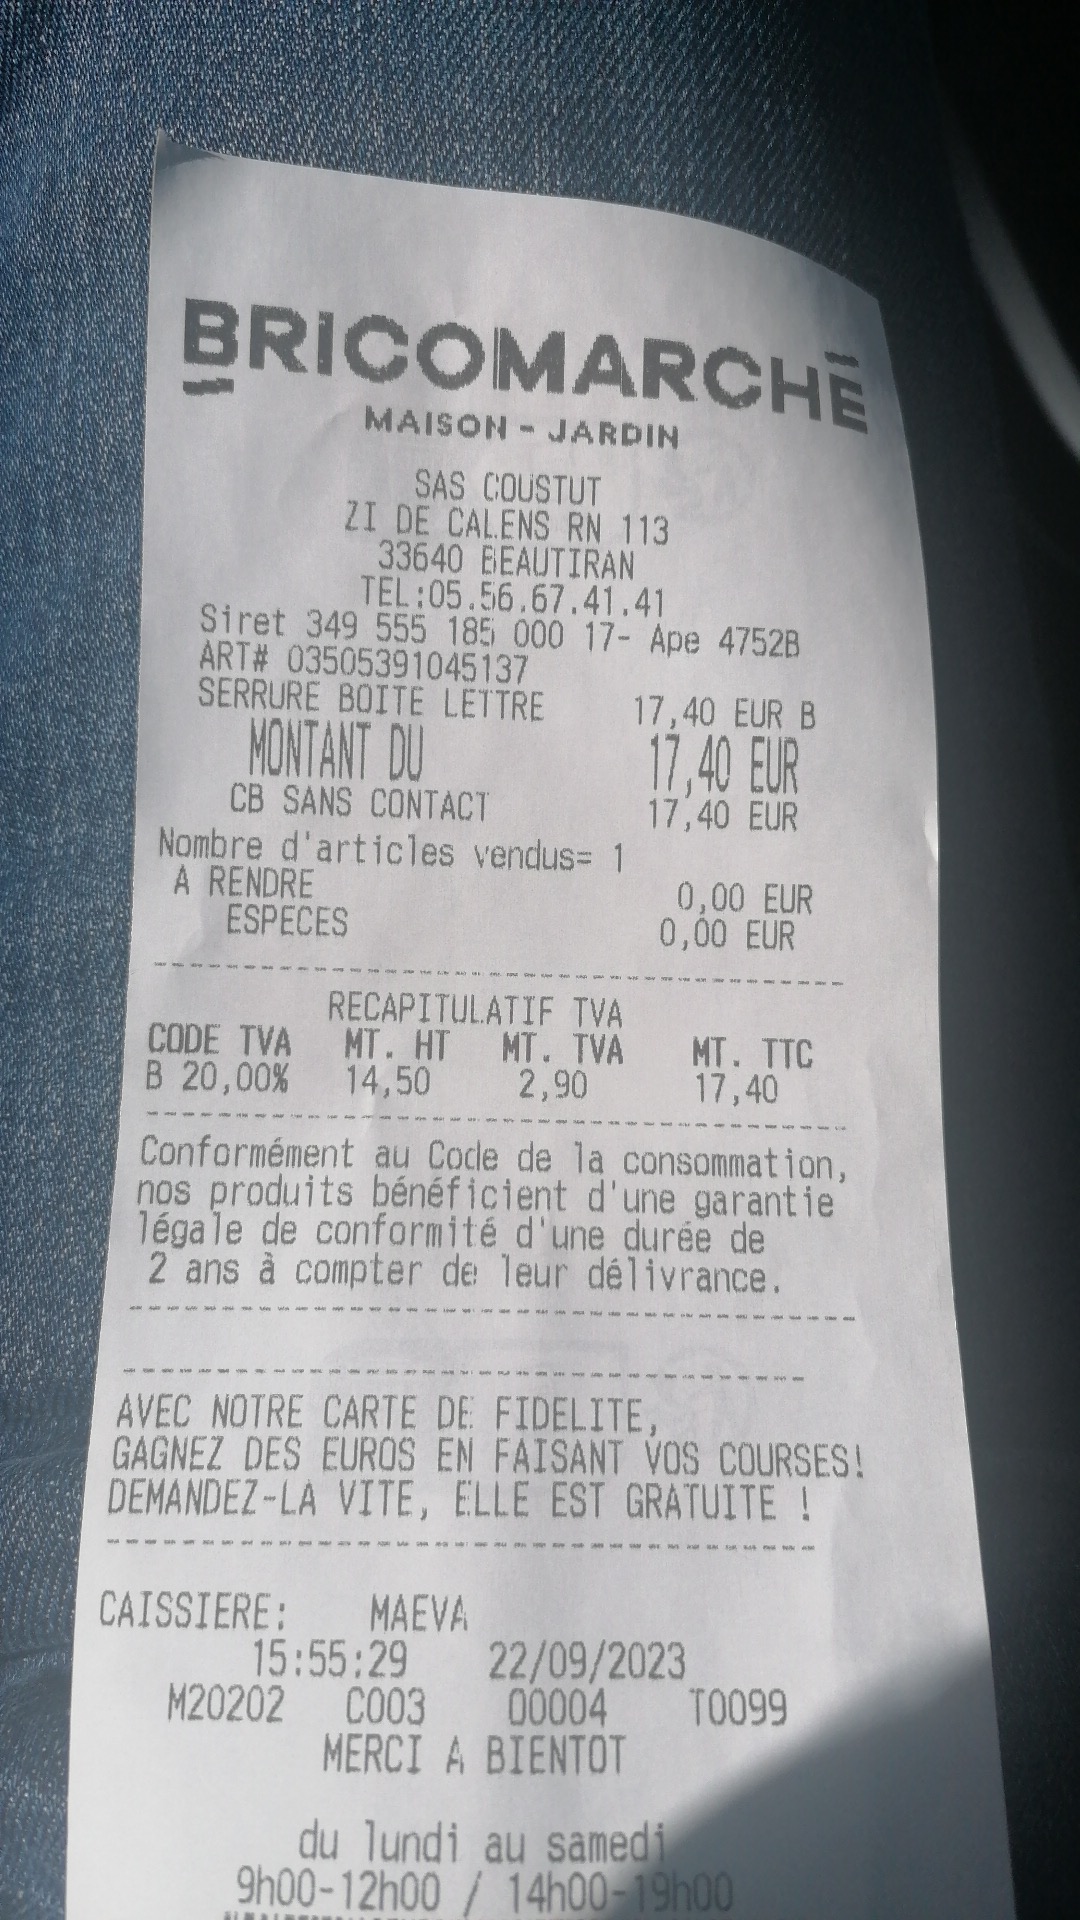 BRICOMARCHĒ
MAISON - JARDIN
SAS COUSTUT
ZI DE CALENS RN 113
33640 BEAUTIRAN
TEL:05.56.67.41.41
Siret 349 555 185 000 17- Ape 4752B
ART# 03505391045137
SERRURE BOITE LETTRE 17,40 EUR B
MONTANT DU 17,40 EUR
CB SANS CONTACT 17,40 EUR
Nombre d'articles vendus= 1
A RENDRE 0,00 EUR
ESPECES 0,00 EUR
RECAPITULATIF TVA
CODE TVA MT. HT MT. TVA MT. TTC
B 20,00% 14,50 2,90 17,40
Conformément au Code de la consommation,
nos produits bénéficient d'une garantie
légale de conformité d'une durée de
2 ans à compter de leur délivrance.
AVEC NOTRE CARTE DE FIDELITE,
GAGNEZ DES EUROS EN FAISANT VOS COURSES!
DEMANDEZ-LA VITE, ELLE EST GRATUITE !
CAISSIERE: MAEVA
15:55:29 22/09/2023
M20202 C003 00004 T0099
MERCI A BIENTOT
du lundi au samedi
9h00-12h00 / 14h00-19h00